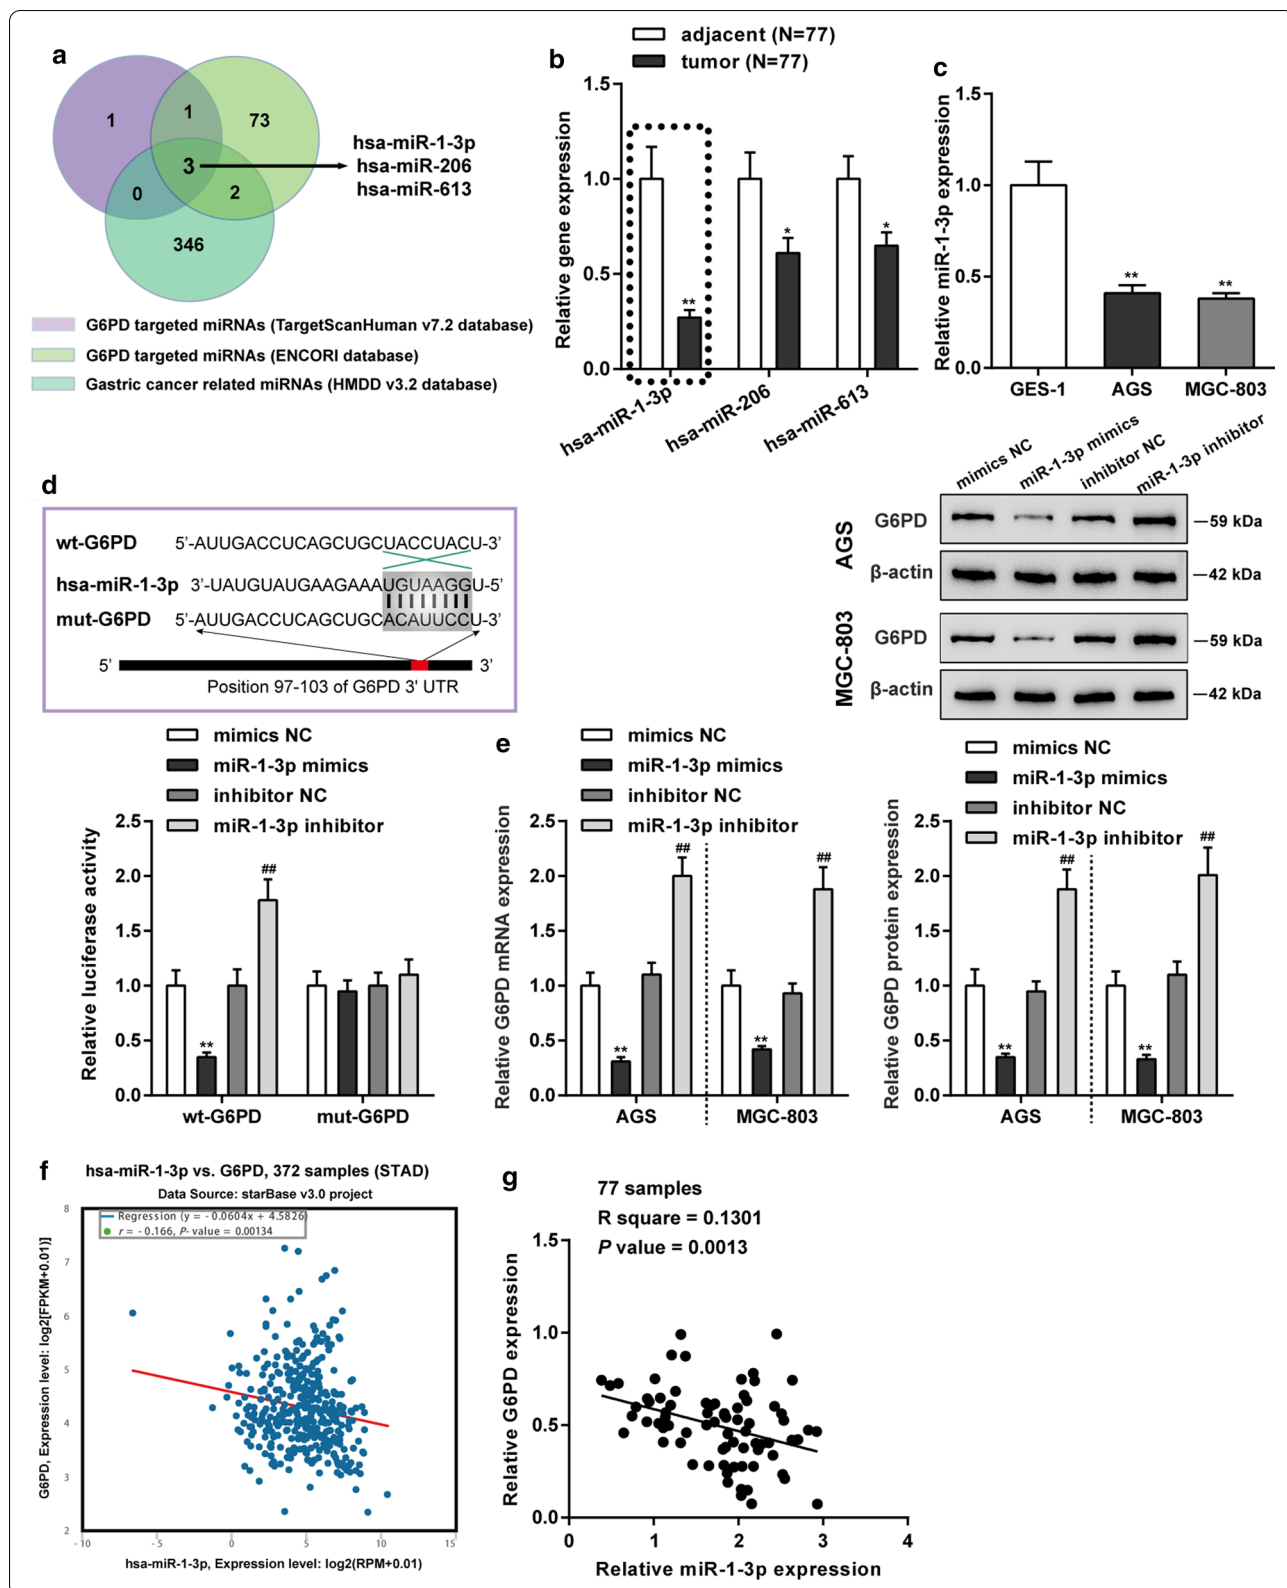 a
1
1
73
3
0
2
346
hsa-miR-1-3p
hsa-miR-206
hsa-miR-613
G6PD targeted miRNAs (TargetScanHuman v7.2 database)
G6PD targeted miRNAs (ENCORI database)
Gastric cancer related miRNAs (HMDD v3.2 database)
b
adjacent (N=77)
tumor (N=77)
Relative gene expression
1.5
1.0
0.5
0.0
**
*
*
hsa-miR-1-3p
hsa-miR-206
hsa-miR-613
c
Relative miR-1-3p expression
1.5
1.0
0.5
0.0
**
**
GES-1
AGS
MGC-803
d
wt-G6PD 5'-AUUGACCUCAGCUGCUACCUACU-3'
hsa-miR-1-3p 3'-UAUGUAUGAAGAAAUGUAAGGU-5'
mut-G6PD 5'-AUUGACCUCAGCUGCACAUUCCU-3'
5'
3'
Position 97-103 of G6PD 3' UTR
mimics NC
miR-1-3p mimics
inhibitor NC
miR-1-3p inhibitor
Relative luciferase activity
2.5
2.0
1.5
1.0
0.5
0.0
**
##
wt-G6PD
mut-G6PD
e
mimics NC
miR-1-3p mimics
inhibitor NC
miR-1-3p inhibitor
Relative G6PD mRNA expression
2.5
2.0
1.5
1.0
0.5
0.0
**
##
**
##
AGS
MGC-803
mimics NC
miR-1-3p mimics
inhibitor NC
miR-1-3p inhibitor
AGS
G6PD
59 kDa
β-actin
42 kDa
MGC-803
G6PD
59 kDa
β-actin
42 kDa
mimics NC
miR-1-3p mimics
inhibitor NC
miR-1-3p inhibitor
Relative G6PD protein expression
2.5
2.0
1.5
1.0
0.5
0.0
**
##
**
##
AGS
MGC-803
f
hsa-miR-1-3p vs. G6PD, 372 samples (STAD)
Data Source: starBase v3.0 project
Regression (y = - 0.0604x + 4.5826)
r = - 0.166, P- value = 0.00134
G6PD, Expression level: log2[FPKM+0.01)]
8
7
6
5
4
3
2
- 10
-5
0
5
10
15
hsa-miR-1-3p, Expression level: log2(RPM+0.01)
g
77 samples
R square = 0.1301
P value = 0.0013
Relative G6PD expression
1.5
1.0
0.5
0.0
0
1
2
3
4
Relative miR-1-3p expression